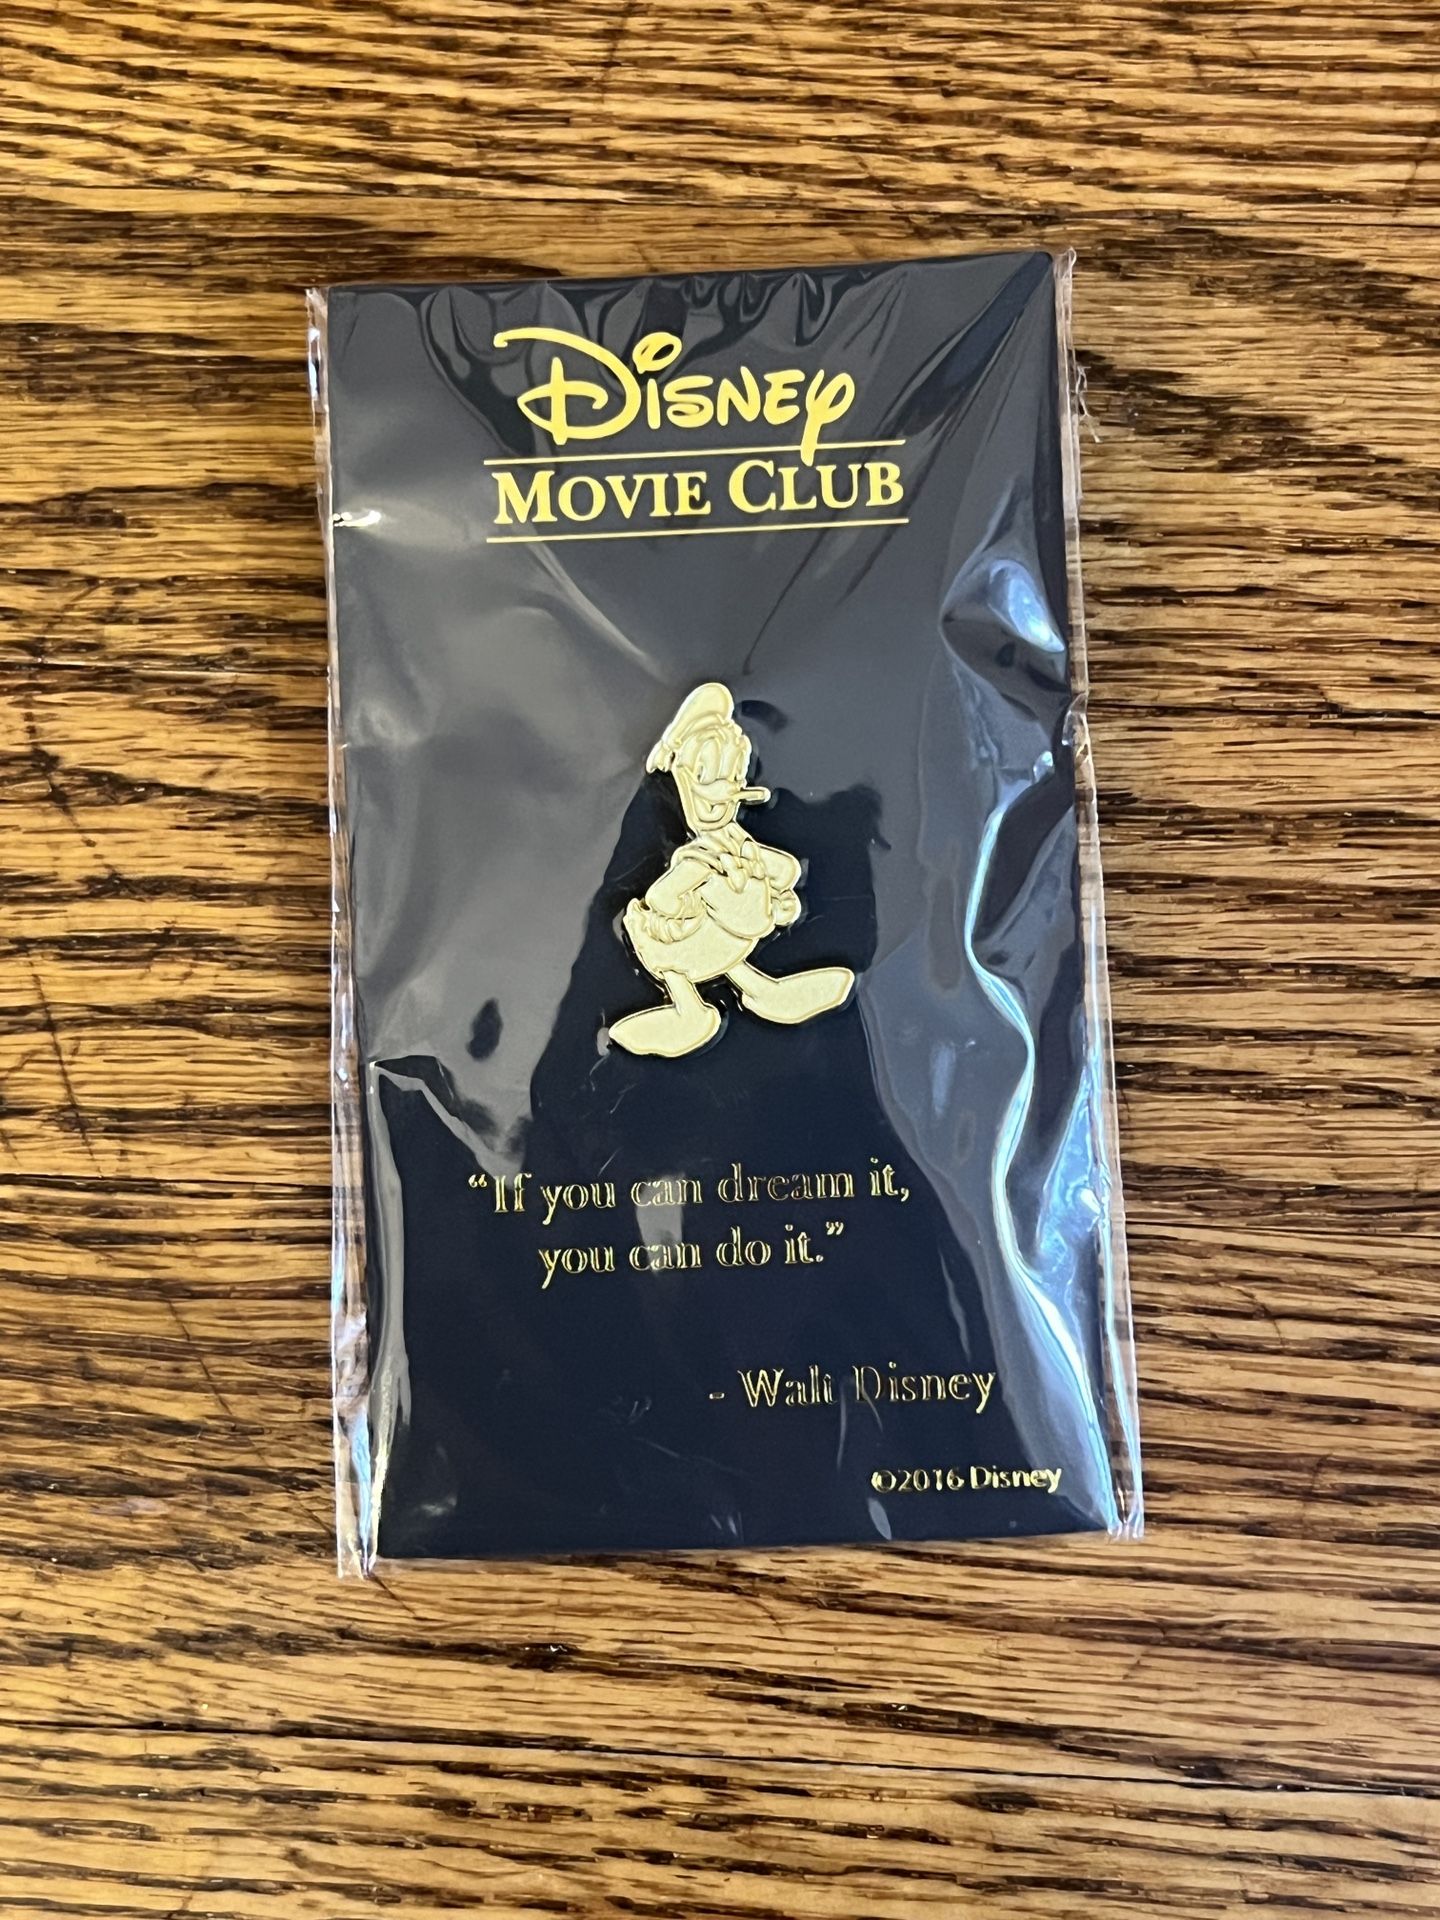 Disney
MOVIE CLUB
“If you can dream it,
you can do it.”
- Walt Disney
©2016 Disney